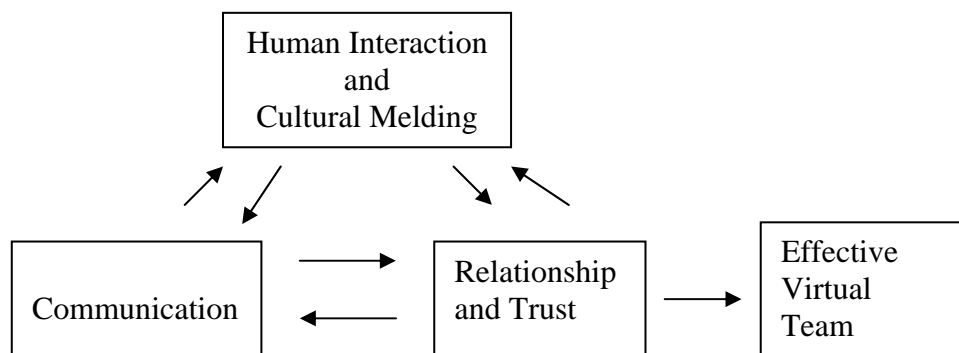 Human Interaction
and
Cultural Melding
Communication
Relationship
and Trust
Effective
Virtual
Team